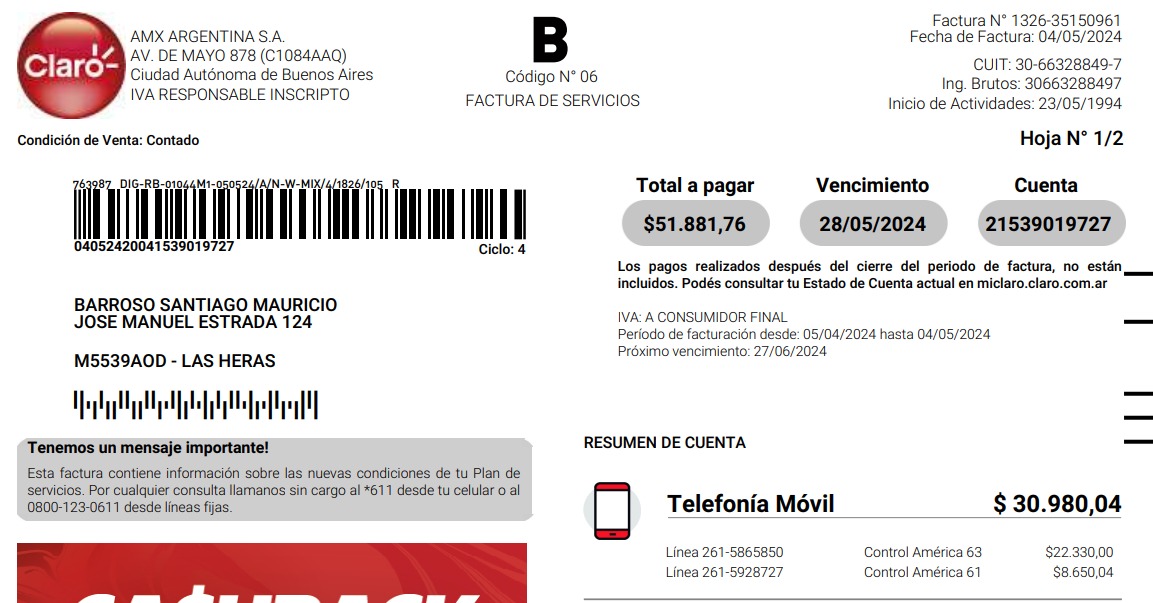 Claro
AMX ARGENTINA S.A.
AV. DE MAYO 878 (C1084AAQ)
Ciudad Autónoma de Buenos Aires
IVA RESPONSABLE INSCRIPTO
B
Código N° 06
FACTURA DE SERVICIOS
Factura N° 1326-35150961
Fecha de Factura: 04/05/2024
CUIT: 30-66328849-7
Ing. Brutos: 30663288497
Inicio de Actividades: 23/05/1994
Condición de Venta: Contado
Hoja N° 1/2
763987 DIG-RB-01044M1-050524/A/N-W-MIX/4/1826/105 R
04052420041539019727
Ciclo: 4
Total a pagar Vencimiento Cuenta
$51.881,76 28/05/2024 21539019727
Los pagos realizados después del cierre del periodo de factura, no están
incluidos. Podés consultar tu Estado de Cuenta actual en miclaro.claro.com.ar
BARROSO SANTIAGO MAURICIO
JOSE MANUEL ESTRADA 124
M5539AOD - LAS HERAS
IVA: A CONSUMIDOR FINAL
Período de facturación desde: 05/04/2024 hasta 04/05/2024
Próximo vencimiento: 27/06/2024
Tenemos un mensaje importante!
Esta factura contiene información sobre las nuevas condiciones de tu Plan de
servicios. Por cualquier consulta llamanos sin cargo al *611 desde tu celular o al
0800-123-0611 desde líneas fijas.
RESUMEN DE CUENTA
Telefonía Móvil $ 30.980,04
Línea 261-5865850 Control América 63 $22.330,00
Línea 261-5928727 Control América 61 $8.650,04
CA$HBACK